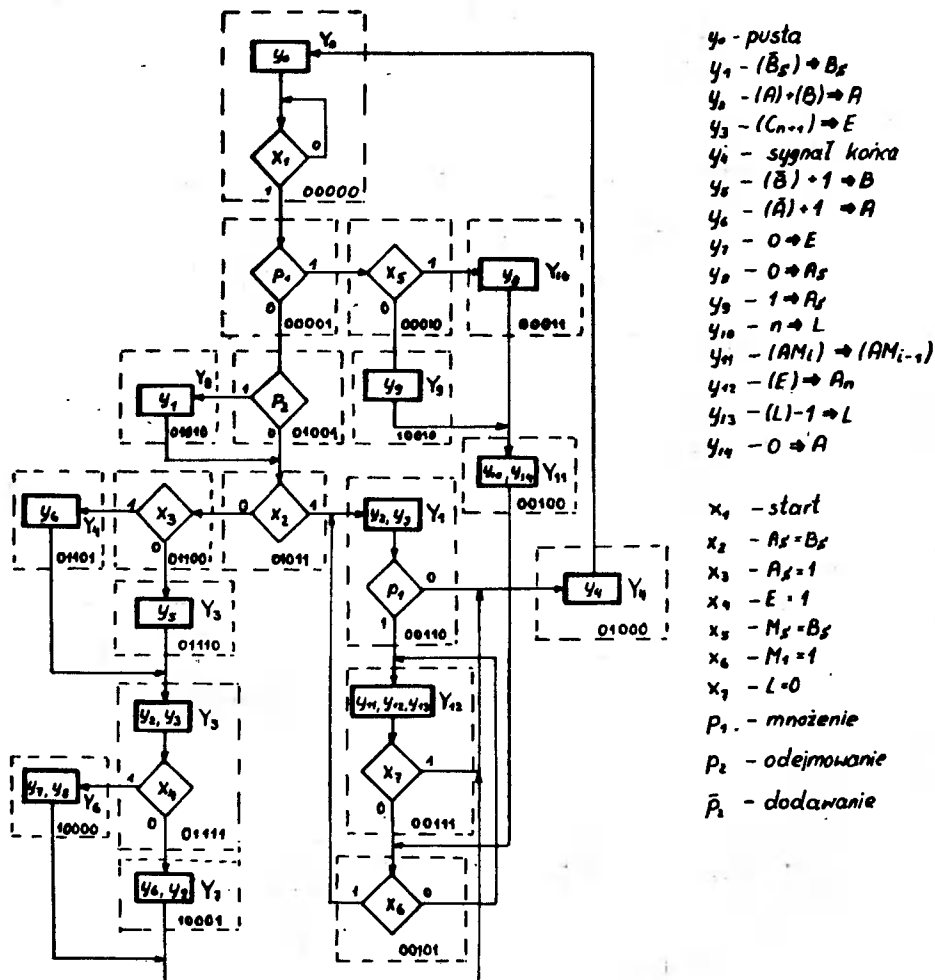 y₀ Y₀
x₁ 0
1 00000
P₁ 1 x₅ 1 y₈ Y₁₀
0 0
00001 00010 00011
y₁ Y₈ 1 P₂ y₉ Y₉
01010 0 01001 10010
y₁₀, y₁₄ Y₁₁
00100
y₆ Y₄ 1 x₃ 0 x₂ 1 y₂, y₃ Y₁
01101 0 01100 01011
P₁ 0 y₄ Y₄
1 00110 01000
y₅ Y₃
01110
y₁₁, y₁₂, y₁₃ Y₁₂
y₂, y₃ Y₃
x₇ 1
0 00111
y₇, y₈ Y₆ 1 x₄
10000 0 01111
y₆, y₉ Y₇
10001
1 x₆ 0
00101
y₀ - pusta
y₁ - (B̄ₛ) ⇒ Bₛ
y₂ - (A)+(B) ⇒ A
y₃ - (Cₙ₊₁) ⇒ E
y₄ - sygnał końca
y₅ - (B̄) + 1 ⇒ B
y₆ - (Ā) + 1 ⇒ A
y₇ - 0 ⇒ E
y₈ - 0 ⇒ Aₛ
y₉ - 1 ⇒ Aₛ
y₁₀ - n ⇒ L
y₁₁ - (AMᵢ) ⇒ (AMᵢ₋₁)
y₁₂ - (E) ⇒ Aₙ
y₁₃ - (L)-1 ⇒ L
y₁₄ - 0 ⇒ A
x₁ - start
x₂ - Aₛ=Bₛ
x₃ - Aₛ=1
x₄ - E = 1
x₅ - Mₛ=Bₛ
x₆ - M₁=1
x₇ - L=0
P₁ - mnożenie
P₂ - odejmowanie
P̄₂ - dodawanie